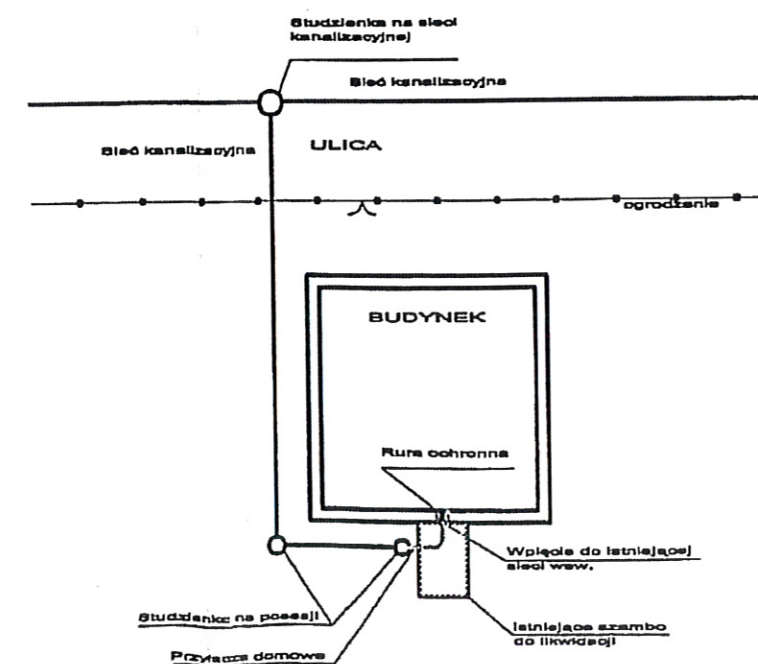 Studzienka na sieci
kanalizacyjnej
Sieć kanalizacyjna
Sieć kanalizacyjna
ULICA
ogrodzenie
BUDYNEK
Rura ochronna
Wpięcie do istniejącej
sieci wew.
Studzienka na posesji
Istniejące szambo
do likwidacji
Przyłącze domowe